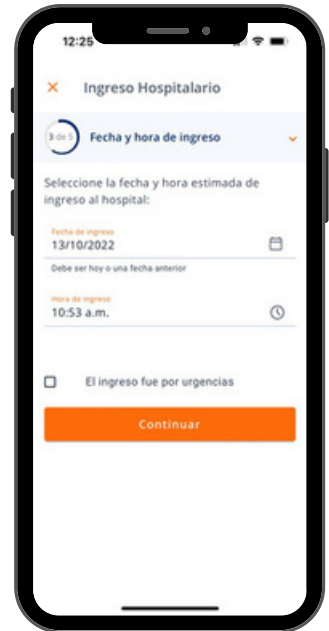 12:25
Ingreso Hospitalario
3 de 5
Fecha y hora de ingreso
Seleccione la fecha y hora estimada de
ingreso al hospital:
Fecha de ingreso
13/10/2022
Debe ser hoy o una fecha anterior
Hora de ingreso
10:53 a.m.
El ingreso fue por urgencias
Continuar